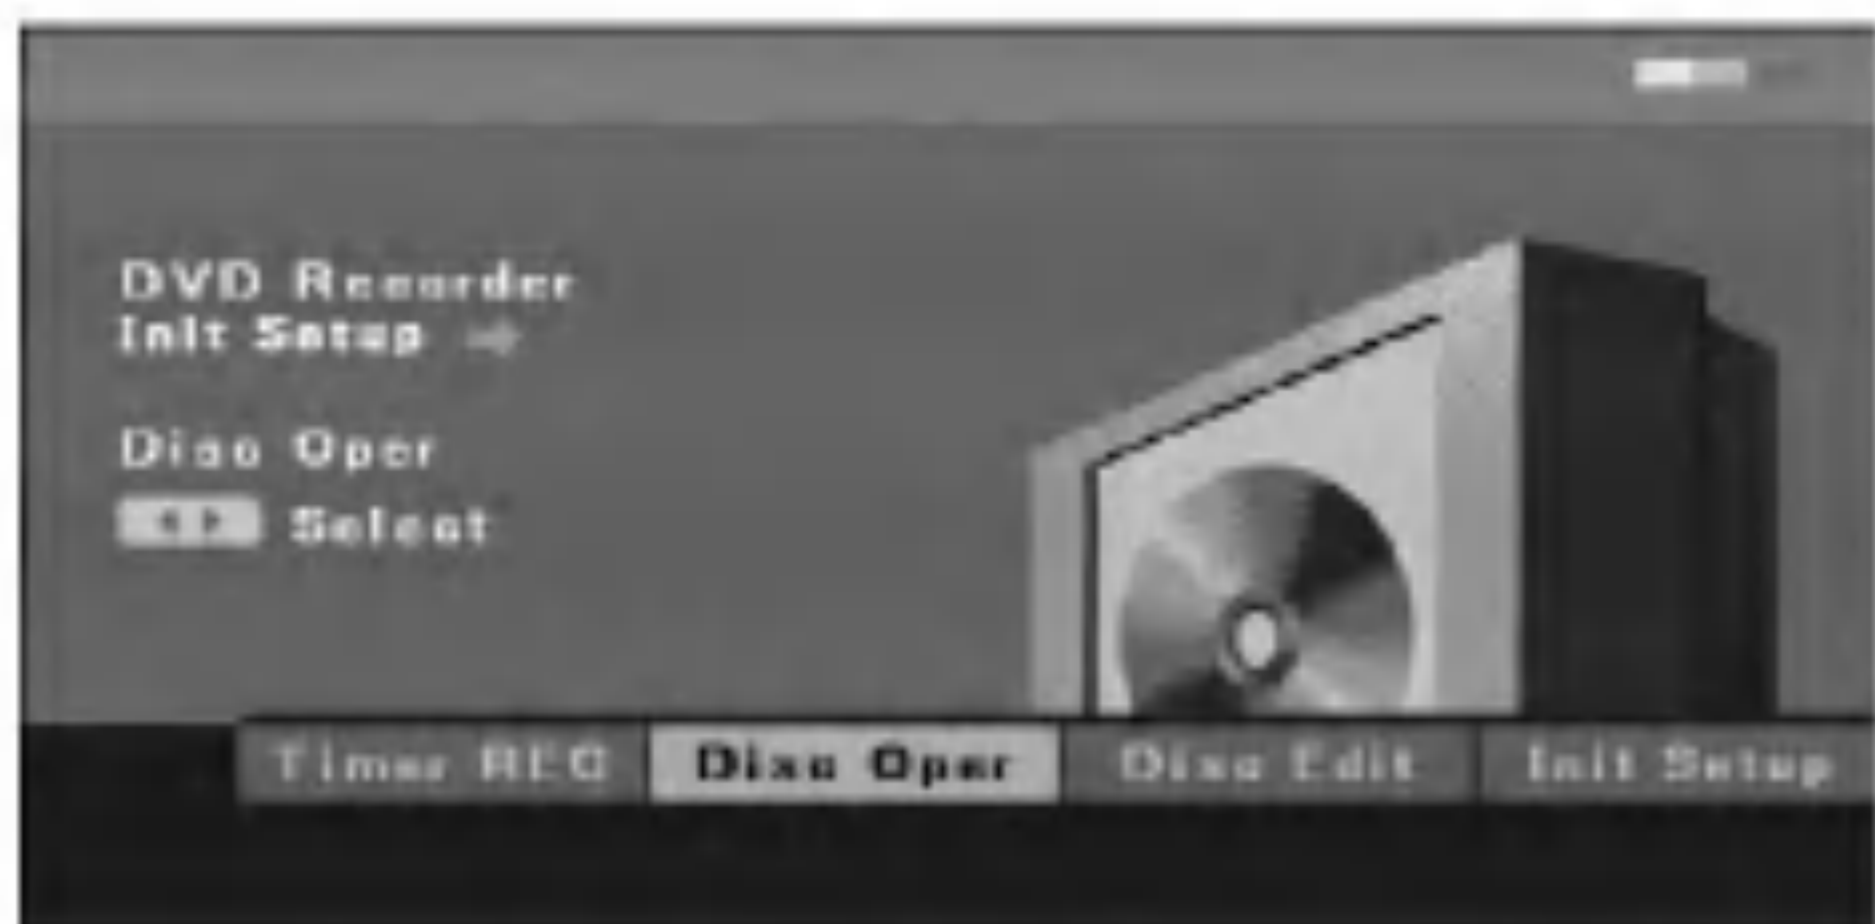 DVD Recorder
Init Setup →
Disc Oper
Select
Timer REC
Disc Oper
Disc Edit
Init Setup